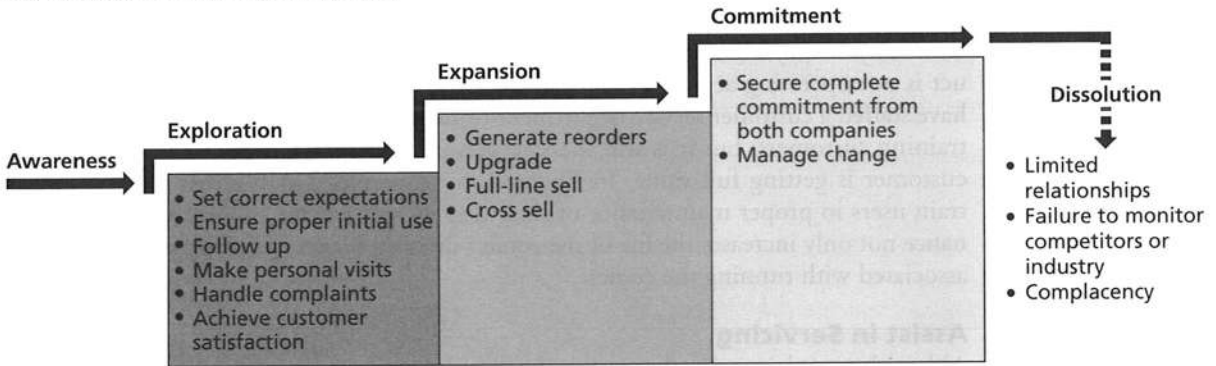 Commitment
Expansion
Exploration
Awareness
Dissolution
• Set correct expectations
• Ensure proper initial use
• Follow up
• Make personal visits
• Handle complaints
• Achieve customer
satisfaction
• Generate reorders
• Upgrade
• Full-line sell
• Cross sell
• Secure complete
commitment from
both companies
• Manage change
• Limited
relationships
• Failure to monitor
competitors or
industry
• Complacency